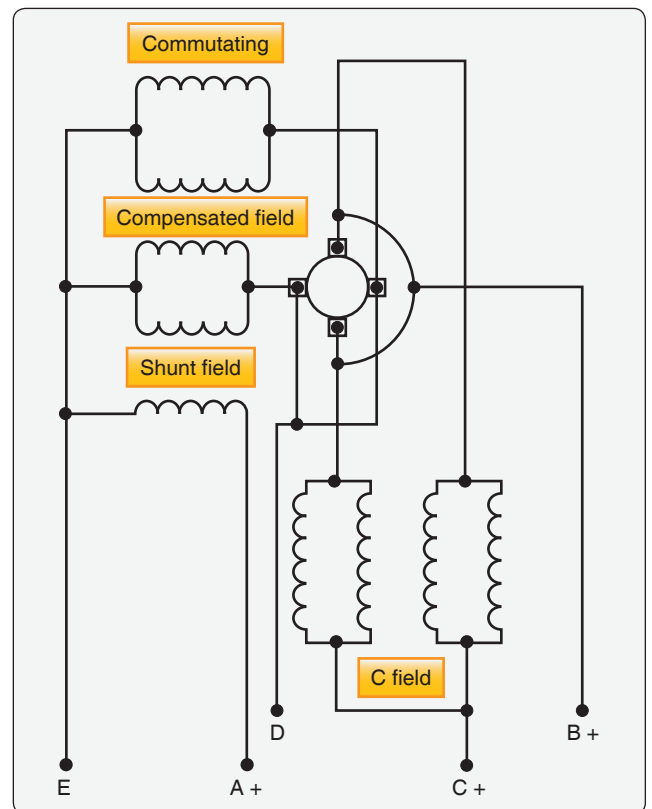 Commutating
Compensated field
Shunt field
C field
D
B +
E
A +
C +